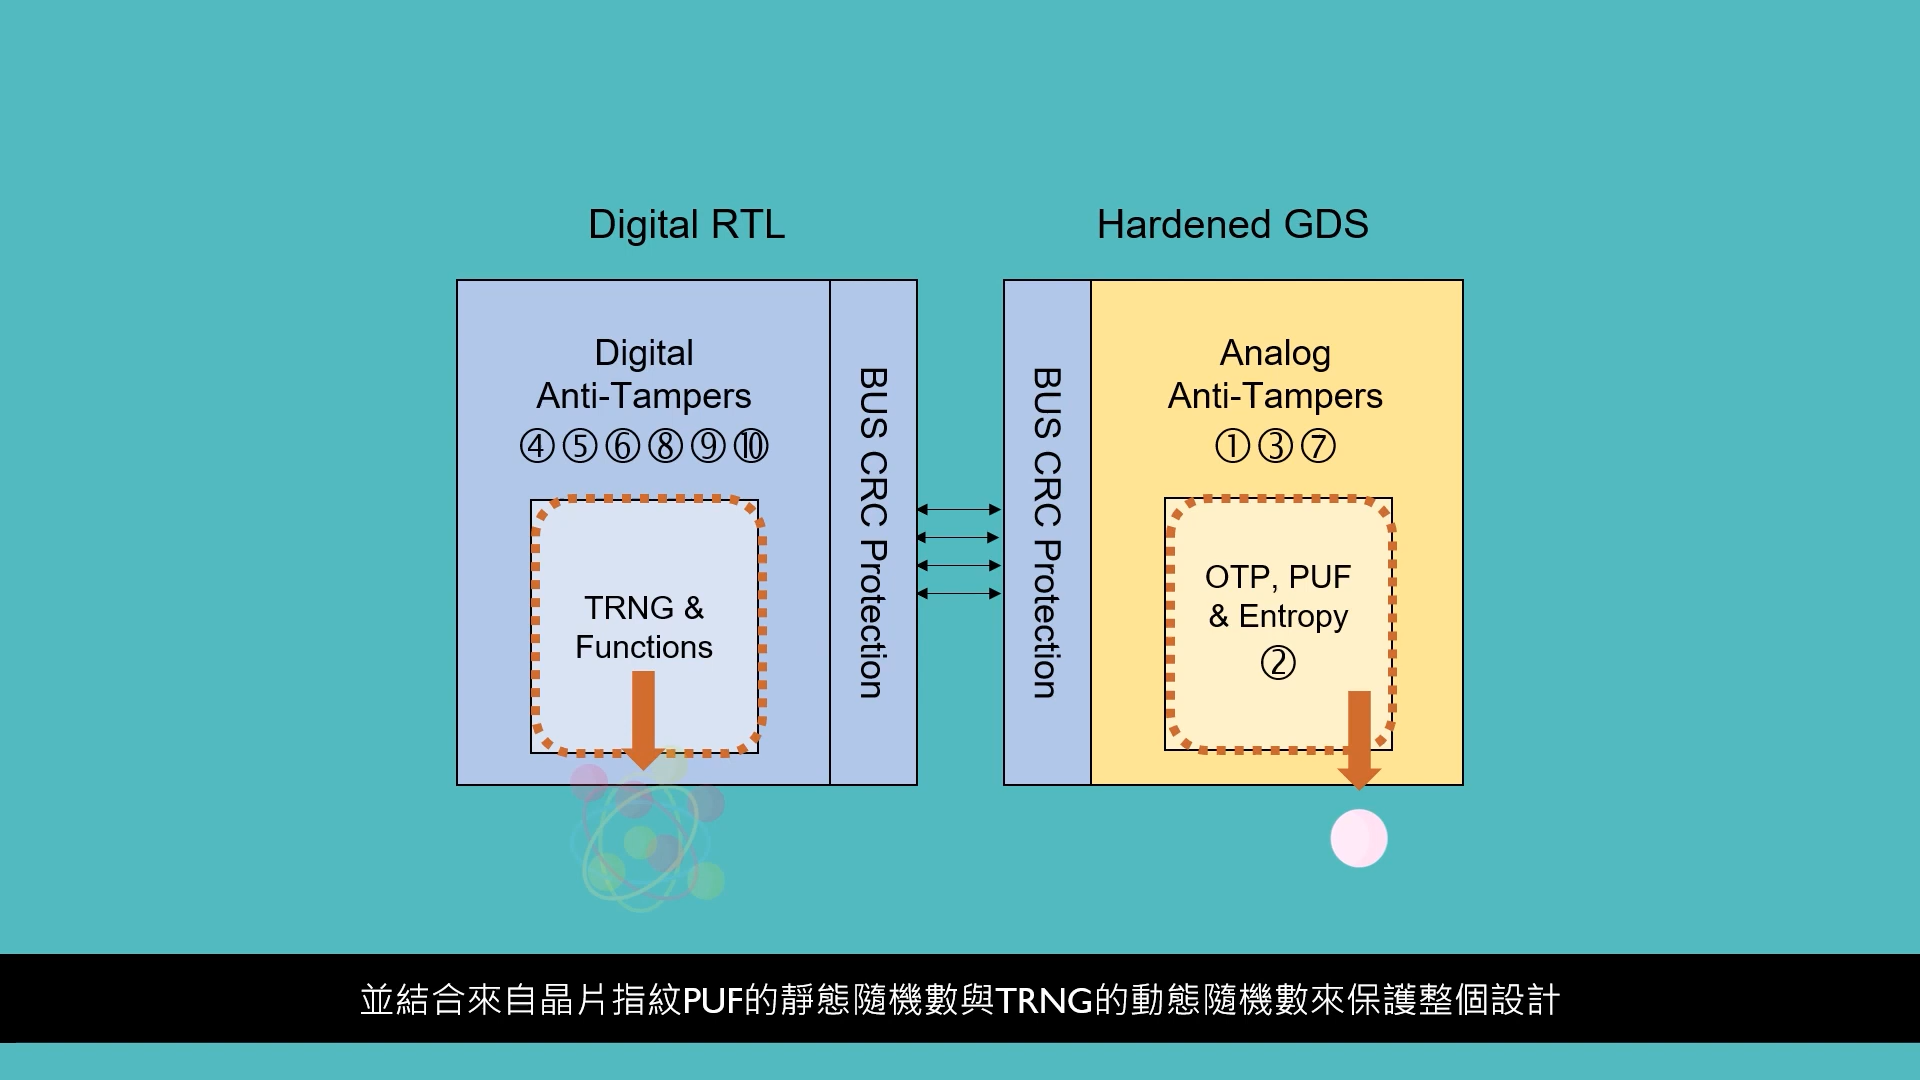 Digital RTL
Hardened GDS
Digital
Anti-Tampers
④⑤⑥⑧⑨⑩
TRNG &
Functions
BUS CRC Protection
BUS CRC Protection
Analog
Anti-Tampers
①③⑦
OTP, PUF
& Entropy
②
並結合來自晶片指紋PUF的靜態隨機數與TRNG的動態隨機數來保護整個設計